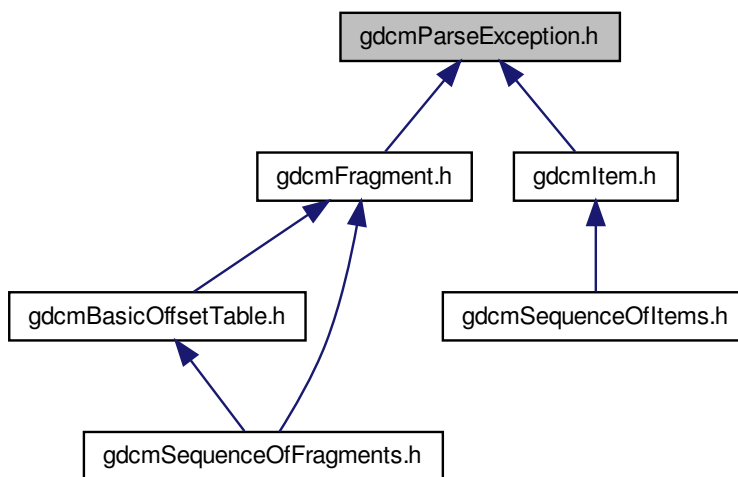 gdcmParseException.h
gdcmFragment.h
gdcmItem.h
gdcmBasicOffsetTable.h
gdcmSequenceOfItems.h
gdcmSequenceOfFragments.h